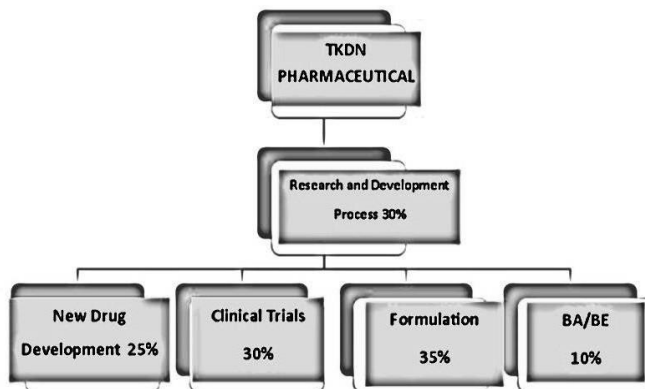 TKDN
PHARMACEUTICAL
Research and Development
Process 30%
New Drug
Development 25%
Clinical Trials
30%
Formulation
35%
BA/BE
10%